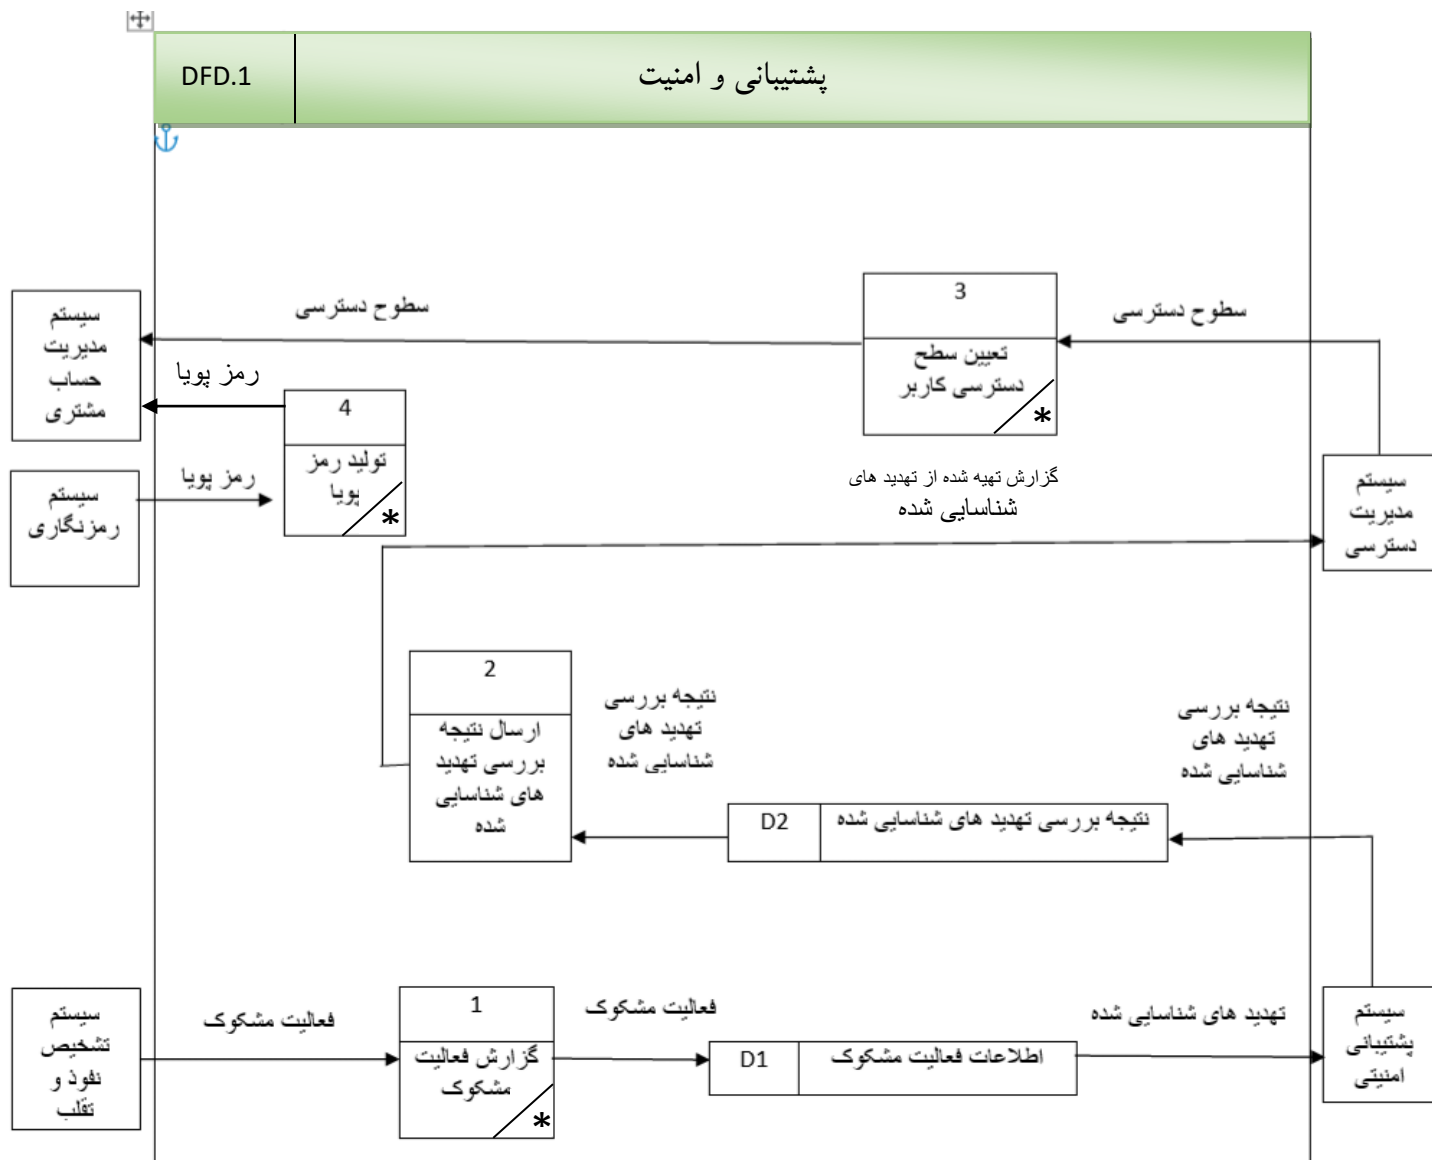 DFD.1
پشتیبانی و امنیت
سیستم
مدیریت
حساب
مشتری
سطوح دسترسی
3
تعیین سطح
دسترسی کاربر
*
سطوح دسترسی
رمز پویا
4
تولید رمز
پویا
*
سیستم
رمزنگاری
رمز پویا
گزارش تهیه شده از تهدید های
شناسایی شده
سیستم
مدیریت
دسترسی
2
ارسال نتیجه
بررسی تهدید
های شناسایی
شده
نتیجه بررسی
تهدید های
شناسایی شده
نتیجه بررسی
تهدید های
شناسایی شده
D2
نتیجه بررسی تهدید های شناسایی شده
سیستم
تشخیص
نفوذ و
تقلب
فعالیت مشکوک
1
گزارش فعالیت
مشکوک
*
فعالیت مشکوک
D1
اطلاعات فعالیت مشکوک
تهدید های شناسایی شده
سیستم
پشتیبانی
امنیتی